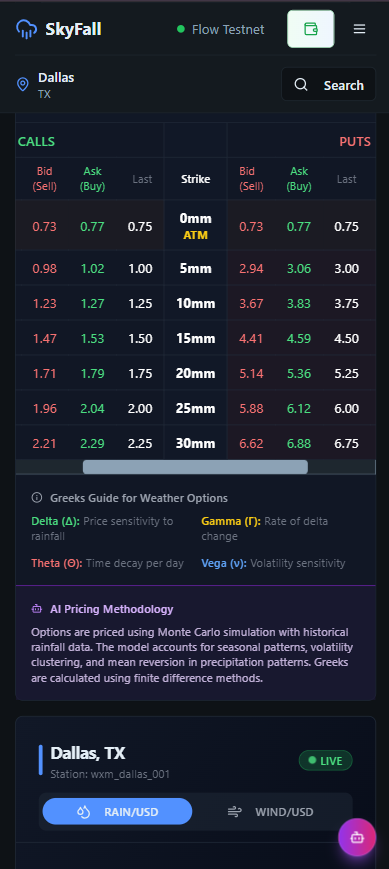 SkyFall
Flow Testnet
Dallas
TX
Search
CALLS PUTS
Bid (Sell) Ask (Buy) Last Strike Bid (Sell) Ask (Buy) Last
0.73 0.77 0.75 0mm ATM 0.73 0.77 0.75
0.98 1.02 1.00 5mm 2.94 3.06 3.00
1.23 1.27 1.25 10mm 3.67 3.83 3.75
1.47 1.53 1.50 15mm 4.41 4.59 4.50
1.71 1.79 1.75 20mm 5.14 5.36 5.25
1.96 2.04 2.00 25mm 5.88 6.12 6.00
2.21 2.29 2.25 30mm 6.62 6.88 6.75
Greeks Guide for Weather Options
Delta (Δ): Price sensitivity to
rainfall
Gamma (Γ): Rate of delta
change
Theta (Θ): Time decay per day
Vega (ν): Volatility sensitivity
AI Pricing Methodology
Options are priced using Monte Carlo simulation with historical
rainfall data. The model accounts for seasonal patterns, volatility
clustering, and mean reversion in precipitation patterns. Greeks
are calculated using finite difference methods.
Dallas, TX
Station: wxm_dallas_001
LIVE
RAIN/USD
WIND/USD